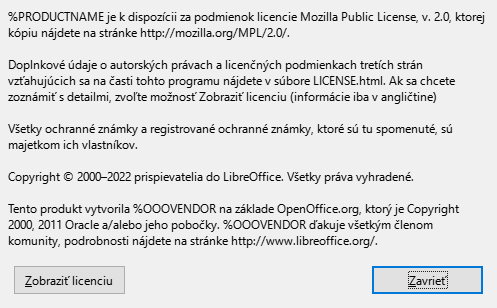 %PRODUCTNAME je k dispozícii za podmienok licencie Mozilla Public License, v. 2.0, ktorej
kópiu nájdete na stránke http://mozilla.org/MPL/2.0/.
Doplnkové údaje o autorských právach a licenčných podmienkach tretích strán
vzťahujúcich sa na časti tohto programu nájdete v súbore LICENSE.html. Ak sa chcete
zoznámiť s detailmi, zvoľte možnosť Zobraziť licenciu (informácie iba v angličtine)
Všetky ochranné známky a registrované ochranné známky, ktoré sú tu spomenuté, sú
majetkom ich vlastníkov.
Copyright © 2000–2022 prispievatelia do LibreOffice. Všetky práva vyhradené.
Tento produkt vytvorila %OOOVENDOR na základe OpenOffice.org, ktorý je Copyright
2000, 2011 Oracle a/alebo jeho pobočky. %OOOVENDOR ďakuje všetkým členom
komunity, podrobnosti nájdete na stránke http://www.libreoffice.org/.
Zobraziť licenciu Zavrieť